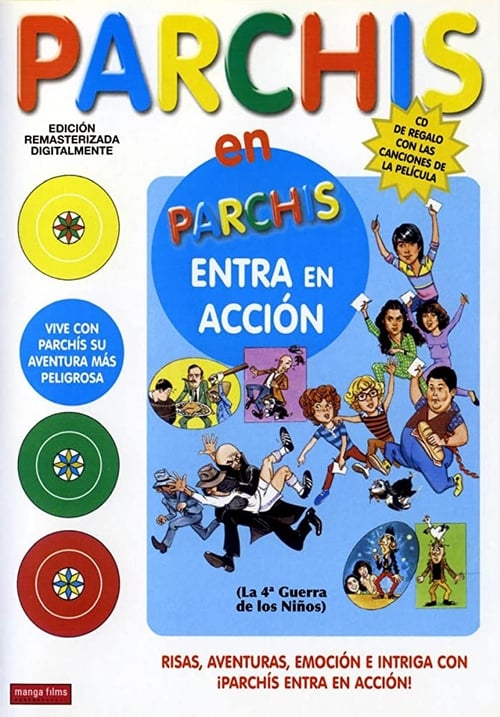 PARCHIS
EDICIÓN
REMASTERIZADA
DIGITALMENTE
CD
DE REGALO
CON LAS
CANCIONES DE
LA PELÍCULA
en
PARCHIS
ENTRA EN
ACCIÓN
VIVE CON
PARCHÍS SU
AVENTURA MÁS
PELIGROSA
(La 4ª Guerra
de los Niños)
RISAS, AVENTURAS, EMOCIÓN E INTRIGA CON
¡PARCHÍS ENTRA EN ACCIÓN!
manga films